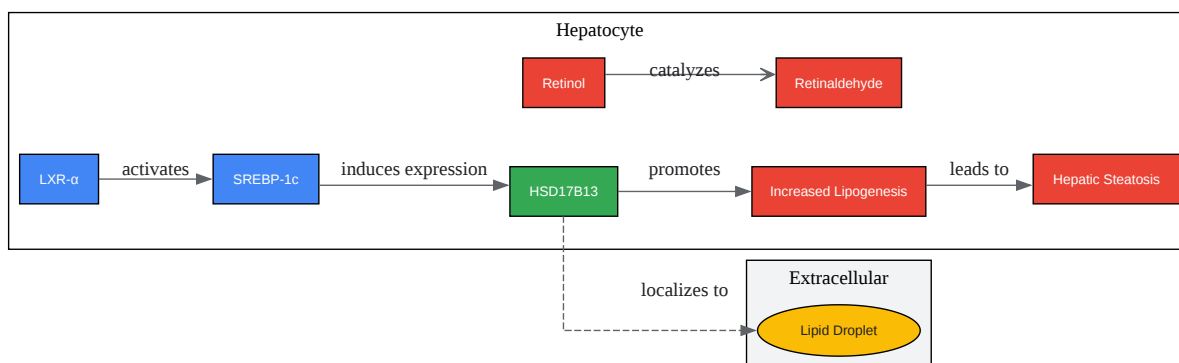 Hepatocyte
Retinol
catalyzes
Retinaldehyde
LXR-α
activates
SREBP-1c
induces expression
HSD17B13
promotes
Increased Lipogenesis
leads to
Hepatic Steatosis
localizes to
Extracellular
Lipid Droplet